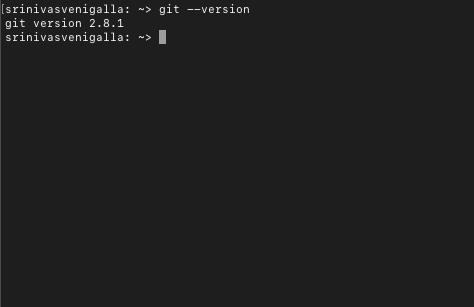 [srinivasvenigalla: ~> git --version
git version 2.8.1
srinivasvenigalla: ~>